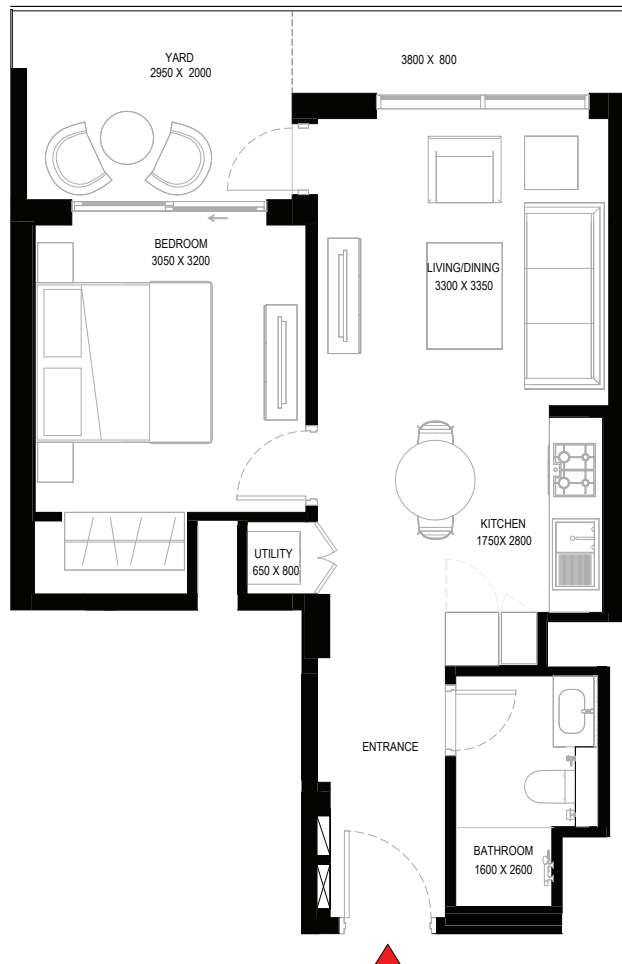 YARD
2950 X 2000
3800 X 800
BEDROOM
3050 X 3200
LIVING/DINING
3300 X 3350
KITCHEN
1750X 2800
UTILITY
650 X 800
ENTRANCE
BATHROOM
1600 X 2600